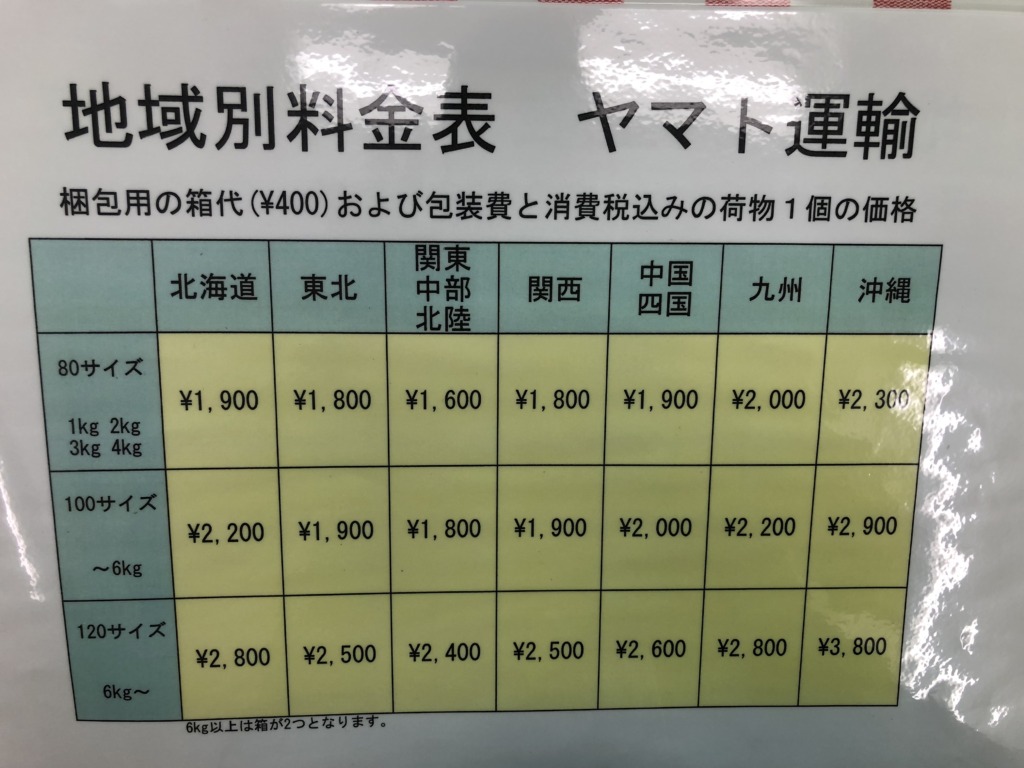 地域別料金表　ヤマト運輸
梱包用の箱代(¥400)および包装費と消費税込みの荷物１個の価格
北海道 東北 関東 中部 北陸 関西 中国 四国 九州 沖縄
80サイズ 1kg 2kg 3kg 4kg ¥1,900 ¥1,800 ¥1,600 ¥1,800 ¥1,900 ¥2,000 ¥2,300
100サイズ ～6kg ¥2,200 ¥1,900 ¥1,800 ¥1,900 ¥2,000 ¥2,200 ¥2,900
120サイズ 6kg～ ¥2,800 ¥2,500 ¥2,400 ¥2,500 ¥2,600 ¥2,800 ¥3,800
6kg以上は箱が2つとなります。